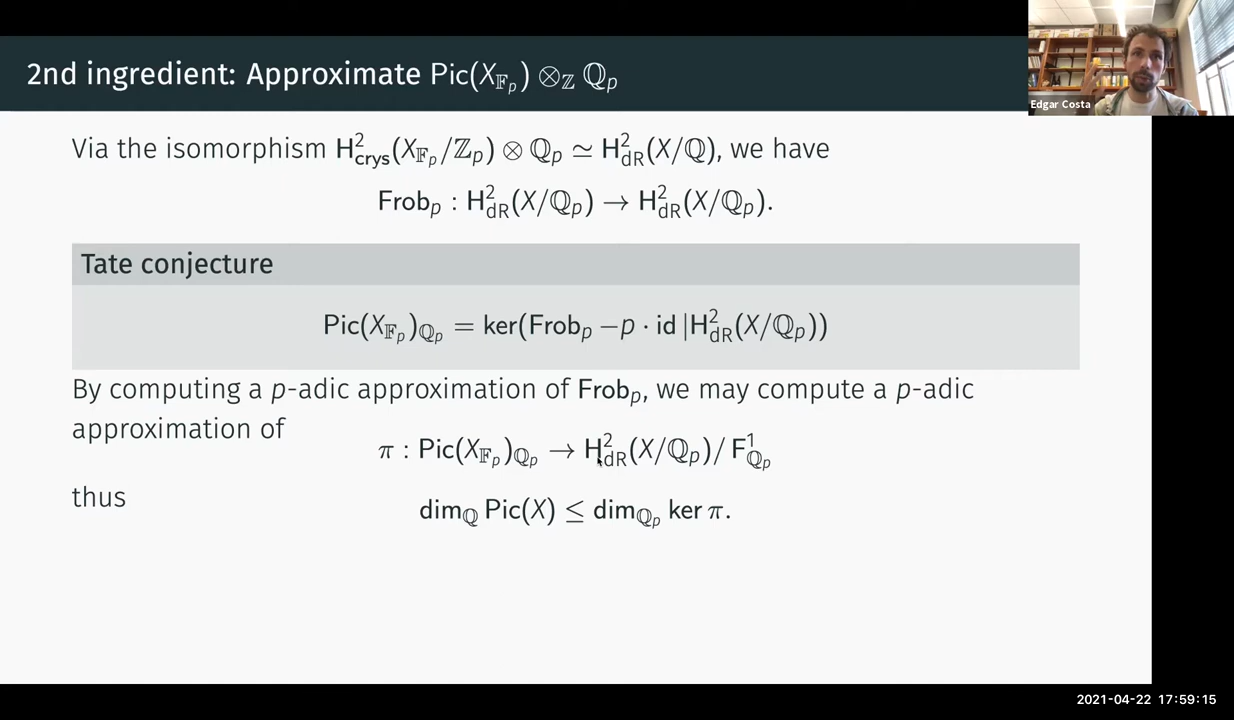 2nd ingredient: Approximate Pic(X_{𝔽_p}) ⊗_ℤ ℚ_p
Edgar Costa
Via the isomorphism H²_crys(X_{𝔽_p}/ℤ_p) ⊗ ℚ_p ≃ H²_dR(X/ℚ), we have
Frob_p : H²_dR(X/ℚ_p) → H²_dR(X/ℚ_p).
Tate conjecture
Pic(X_{𝔽_p})_{ℚ_p} = ker(Frob_p −p · id |H²_dR(X/ℚ_p))
By computing a p-adic approximation of Frob_p, we may compute a p-adic
approximation of
π : Pic(X_{𝔽_p})_{ℚ_p} → H²_dR(X/ℚ_p)/ F¹_{ℚ_p}
thus
dim_ℚ Pic(X) ≤ dim_{ℚ_p} ker π.
2021-04-22 17:59:15